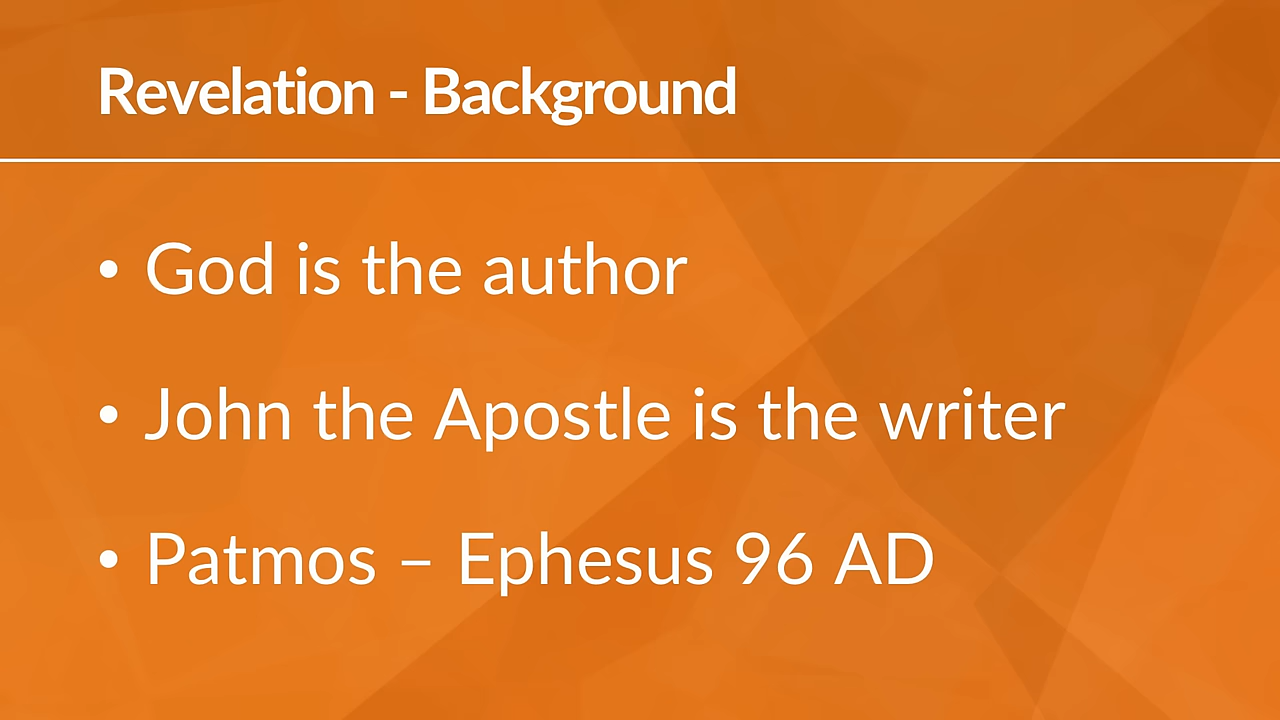 Revelation - Background
• God is the author
• John the Apostle is the writer
• Patmos – Ephesus 96 AD